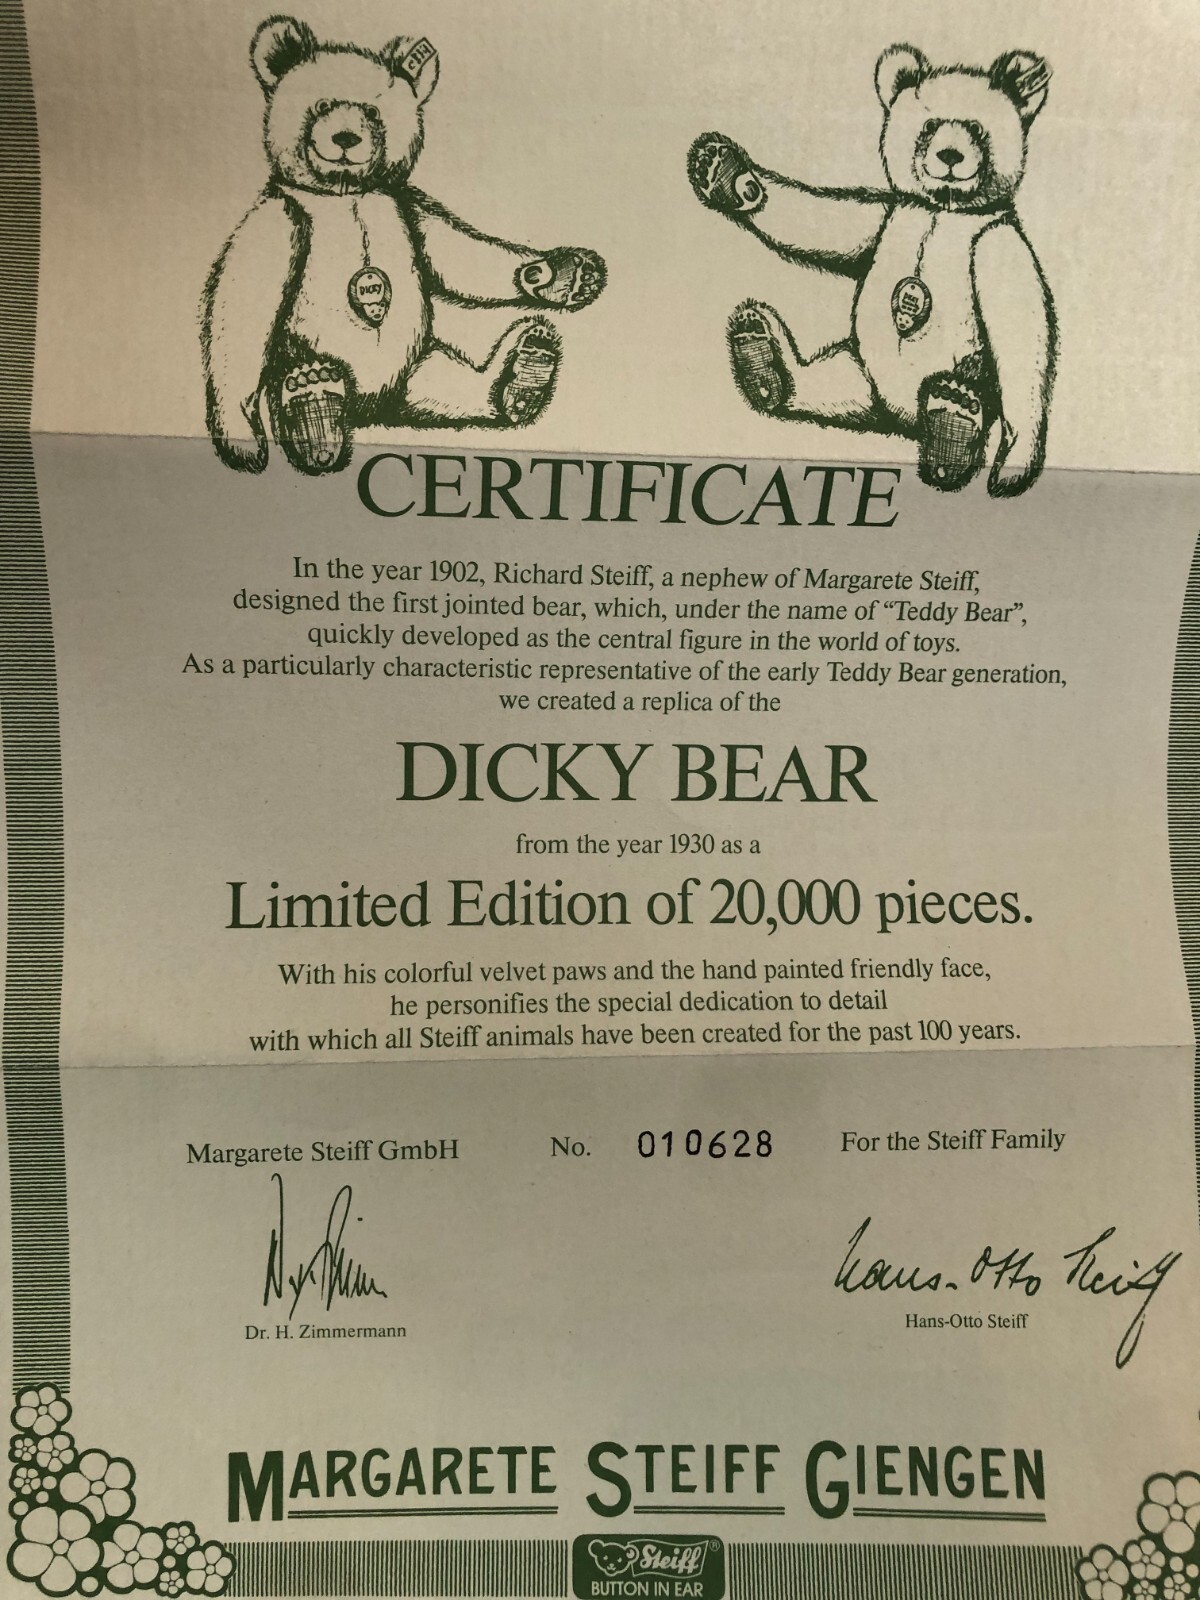 DICKY
CERTIFICATE
In the year 1902, Richard Steiff, a nephew of Margarete Steiff,
designed the first jointed bear, which, under the name of “Teddy Bear”,
quickly developed as the central figure in the world of toys.
As a particularly characteristic representative of the early Teddy Bear generation,
we created a replica of the
DICKY BEAR
from the year 1930 as a
Limited Edition of 20,000 pieces.
With his colorful velvet paws and the hand painted friendly face,
he personifies the special dedication to detail
with which all Steiff animals have been created for the past 100 years.
Margarete Steiff GmbH No. 010628 For the Steiff Family
Hans-Otto Steiff
Dr. H. Zimmermann Hans-Otto Steiff
MARGARETE STEIFF GIENGEN
Steiff ®
BUTTON IN EAR